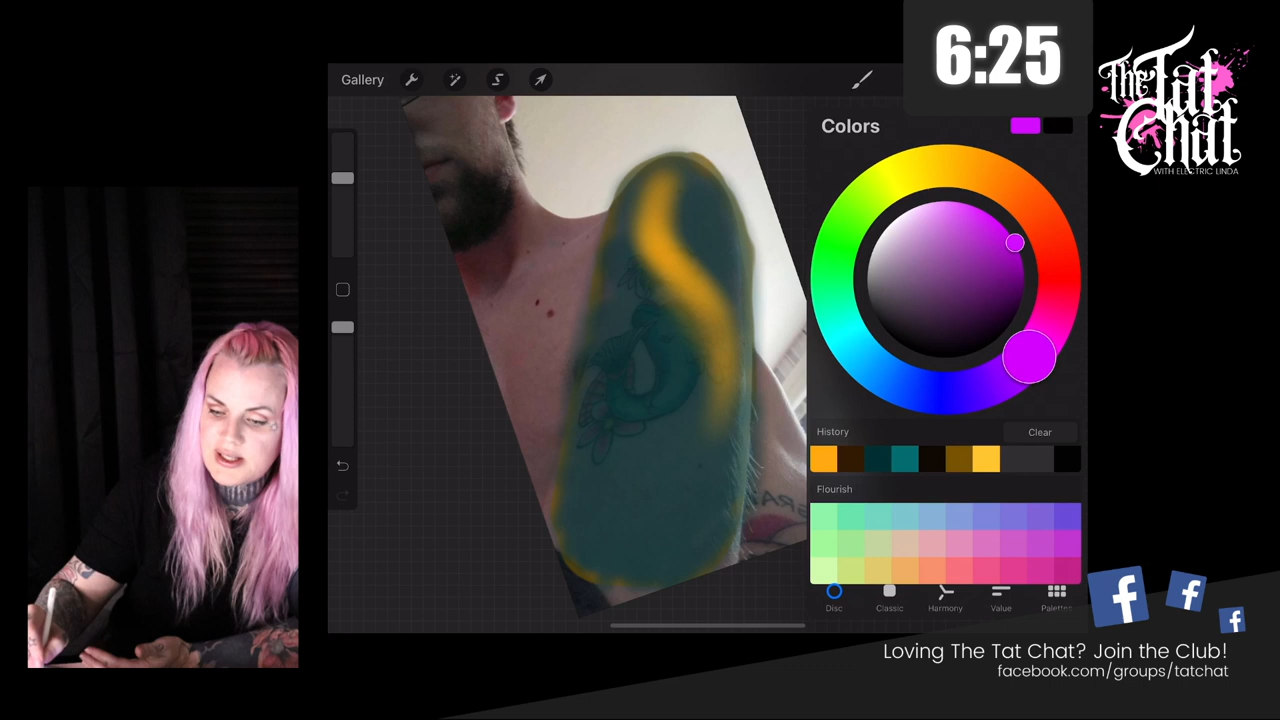 6:25
The Tat Chat
WITH ELECTRIC LINDA
Gallery
Colors
History
Clear
Flourish
Disc
Classic
Harmony
Value
Palettes
Loving The Tat Chat? Join the Club!
facebook.com/groups/tatchat